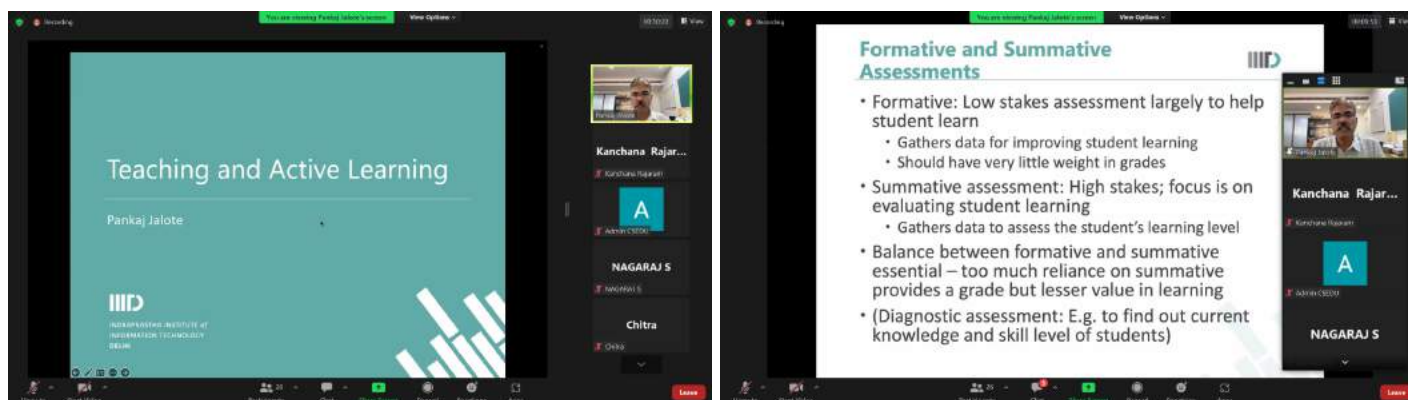 Recording
You are viewing Pankaj Jalote's screen
View Options
View
Teaching and Active Learning
Pankaj Jalote
IIITD
INDRAPRASTHA INSTITUTE of
INFORMATION TECHNOLOGY
DELHI
Pankaj Jalote
Kanchana Rajar...
Kanchana Rajaram
A
Admin CSEDU
NAGARAJ S
NAGARAJ S
Chitra
Chitra
Leave
Recording
You are viewing Pankaj Jalote's screen
View Options
View
Formative and Summative
Assessments
IIITD
• Formative: Low stakes assessment largely to help
student learn
• Gathers data for improving student learning
• Should have very little weight in grades
• Summative assessment: High stakes; focus is on
evaluating student learning
• Gathers data to assess the student's learning level
• Balance between formative and summative
essential – too much reliance on summative
provides a grade but lesser value in learning
• (Diagnostic assessment: E.g. to find out current
knowledge and skill level of students)
Pankaj Jalote
Kanchana Rajar...
Kanchana Rajaram
A
Admin CSEDU
NAGARAJ S
Leave